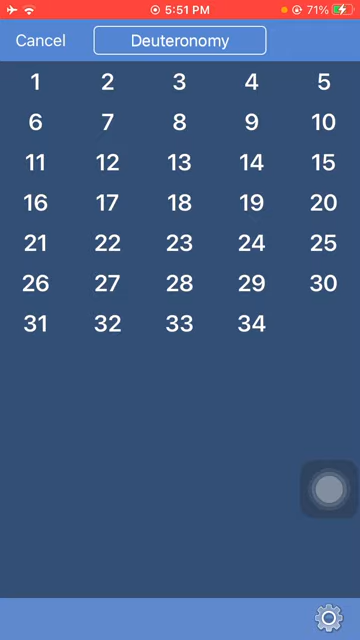 5:51 PM 71%
Cancel Deuteronomy
1 2 3 4 5
6 7 8 9 10
11 12 13 14 15
16 17 18 19 20
21 22 23 24 25
26 27 28 29 30
31 32 33 34